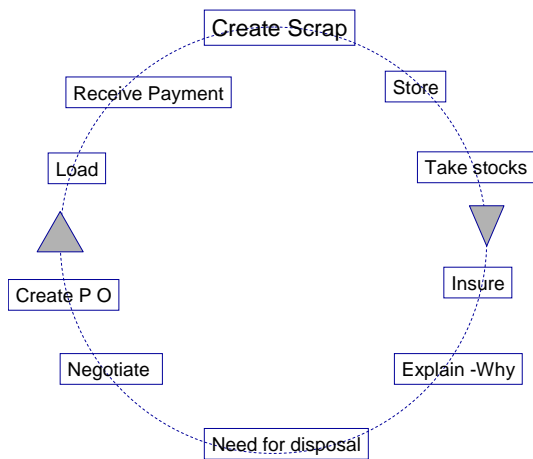 Create Scrap
Store
Take stocks
Insure
Explain -Why
Need for disposal
Negotiate
Create P O
Load
Receive Payment